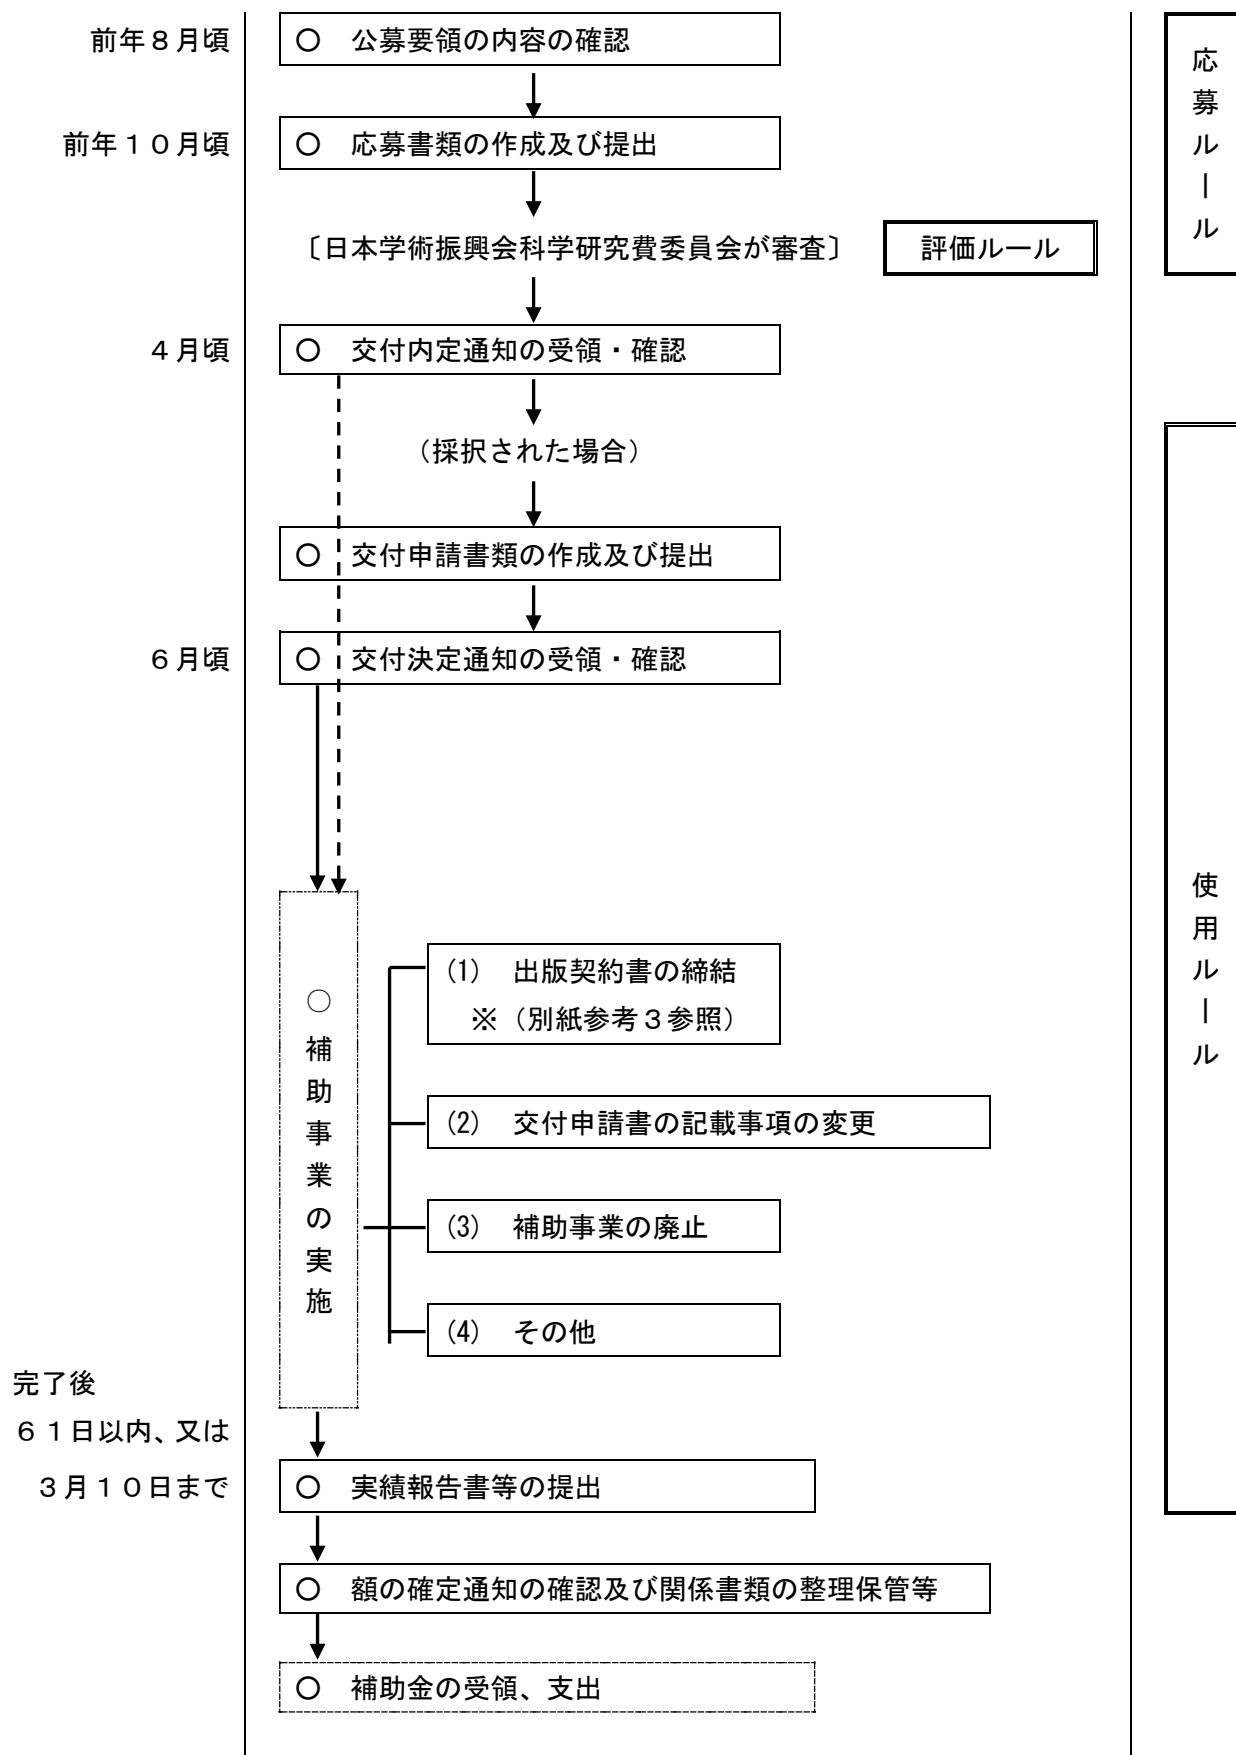 前年８月頃
〇　公募要領の内容の確認
前年１０月頃
〇　応募書類の作成及び提出
〔日本学術振興会科学研究費委員会が審査〕
評価ルール
応募ルール
４月頃
〇　交付内定通知の受領・確認
（採択された場合）
〇　交付申請書類の作成及び提出
６月頃
〇　交付決定通知の受領・確認
使用ルール
○補助事業の実施
(1)　出版契約書の締結
※（別紙参考３参照）
(2)　交付申請書の記載事項の変更
(3)　補助事業の廃止
(4)　その他
完了後
６１日以内、又は
３月１０日まで
〇　実績報告書等の提出
〇　額の確定通知の確認及び関係書類の整理保管等
〇　補助金の受領、支出